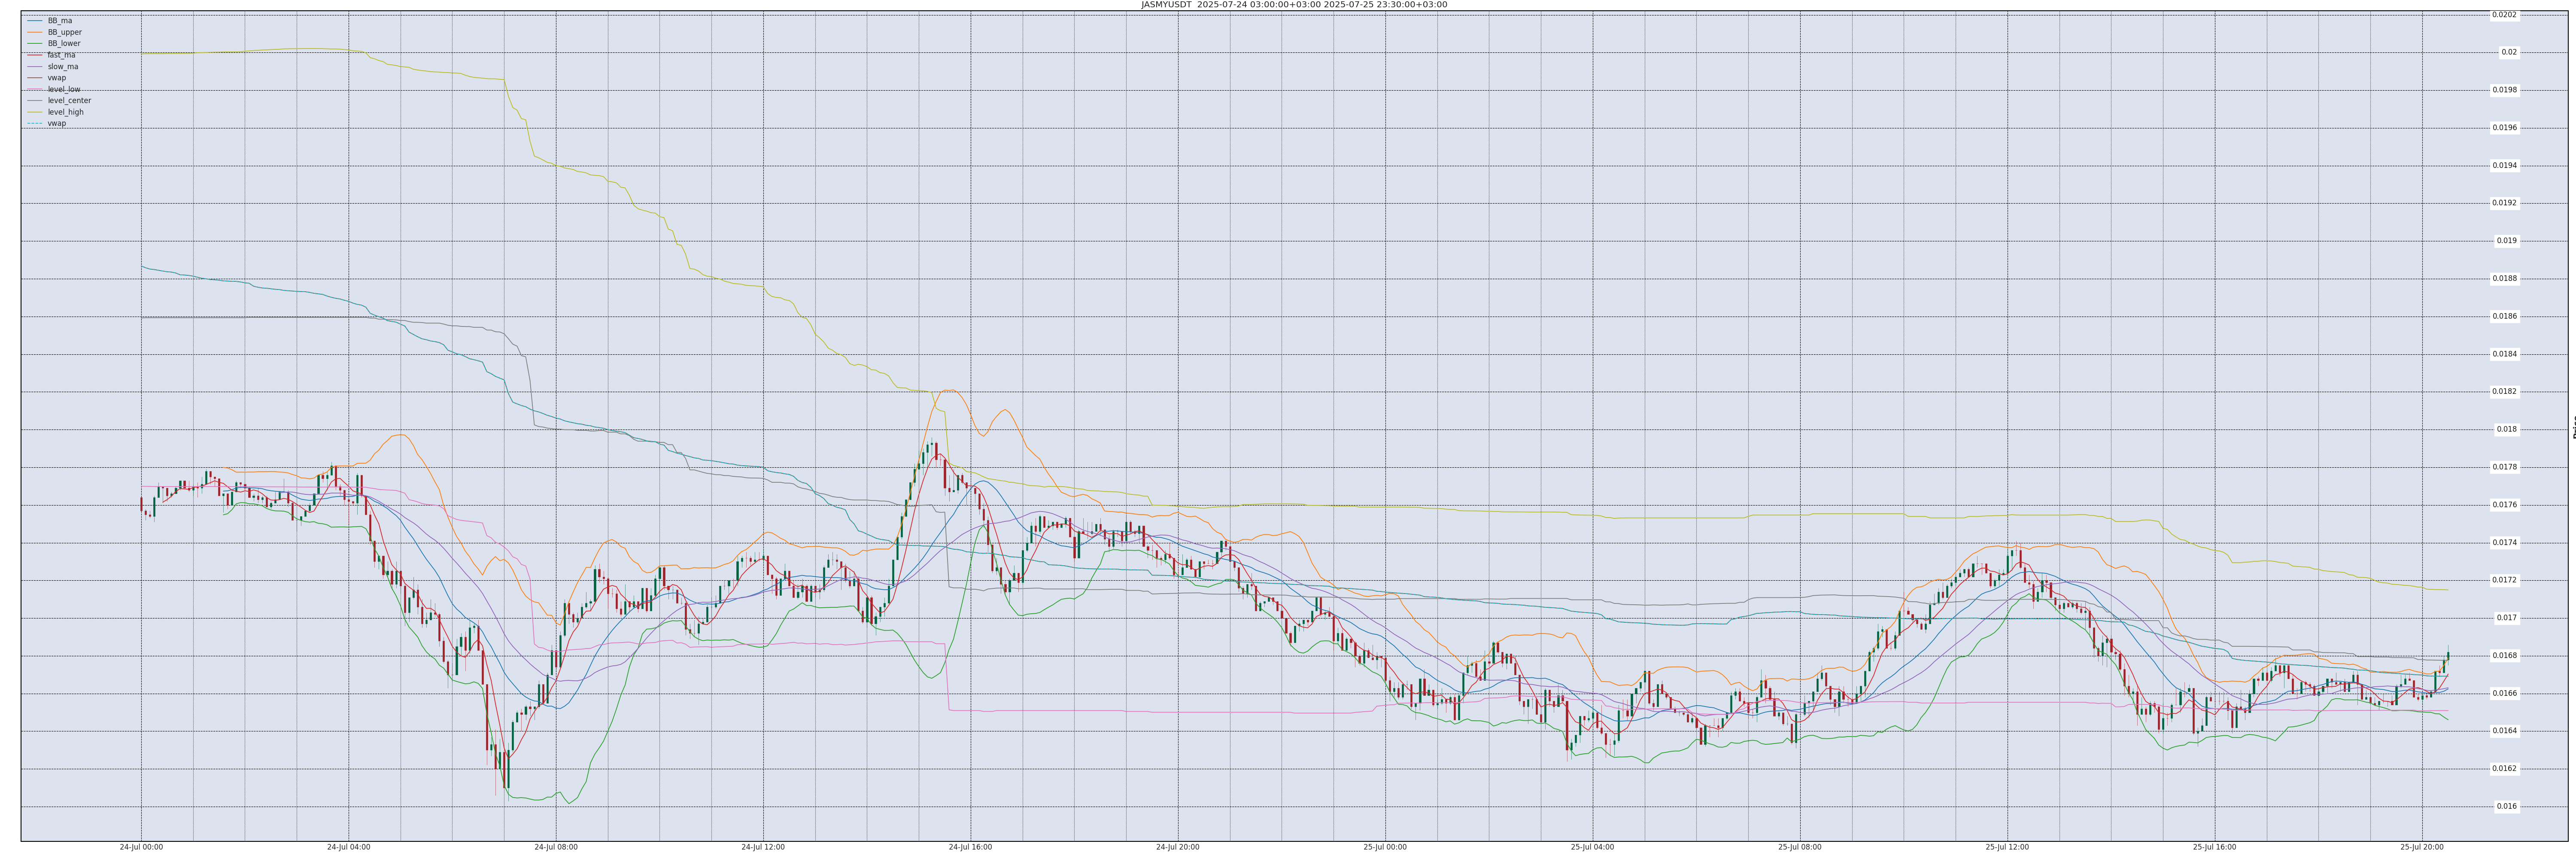 JASMYUSDT 2025-07-24 03:00:00+03:00 2025-07-25 23:30:00+03:00
BB_ma
BB_upper
BB_lower
fast_ma
slow_ma
vwap
level_low
level_center
level_high
vwap
0.0202
0.02
0.0198
0.0196
0.0194
0.0192
0.019
0.0188
0.0186
0.0184
0.0182
0.018
0.0178
0.0176
0.0174
0.0172
0.017
0.0168
0.0166
0.0164
0.0162
0.016
24-Jul 00:00
24-Jul 04:00
24-Jul 08:00
24-Jul 12:00
24-Jul 16:00
24-Jul 20:00
25-Jul 00:00
25-Jul 04:00
25-Jul 08:00
25-Jul 12:00
25-Jul 16:00
25-Jul 20:00